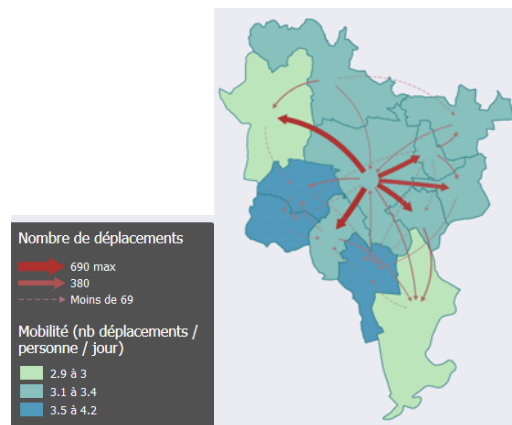 Nombre de déplacements
690 max
380
Moins de 69
Mobilité (nb déplacements /
personne / jour)
2.9 à 3
3.1 à 3.4
3.5 à 4.2